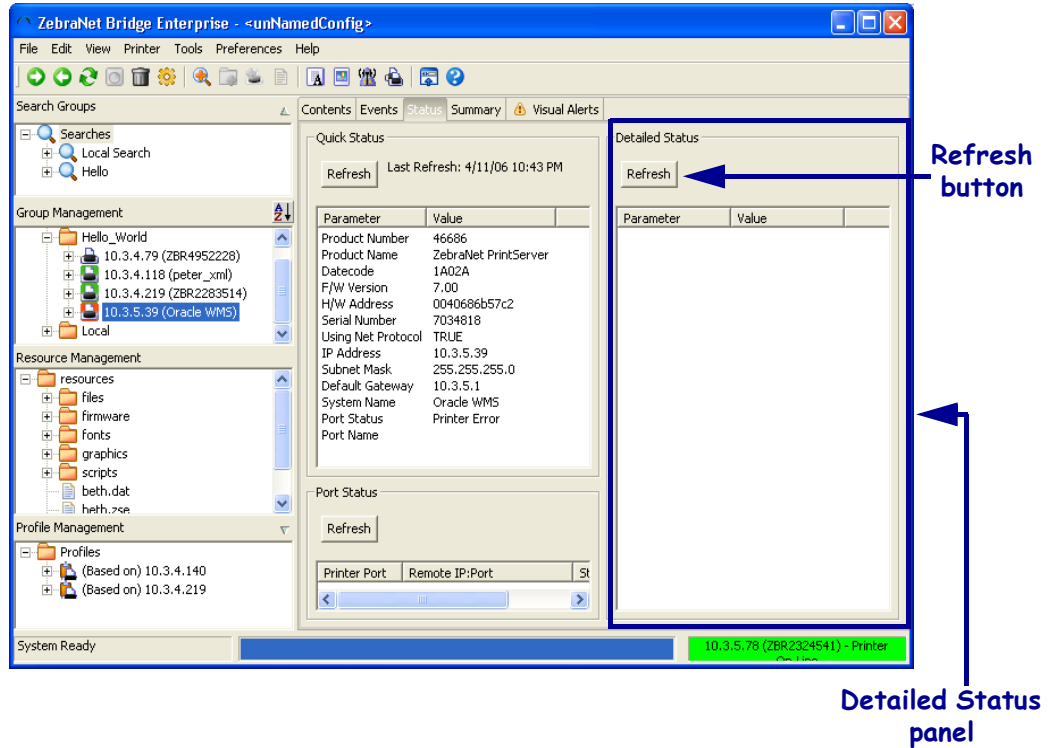 ZebraNet Bridge Enterprise - <unNamedConfig>
File Edit View Printer Tools Preferences Help
Search Groups
Searches
Local Search
Hello
Group Management
Hello_World
10.3.4.79 (ZBR4952228)
10.3.4.118 (peter_xml)
10.3.4.219 (ZBR2283514)
10.3.5.39 (Oracle WMS)
Local
Resource Management
resources
files
firmware
fonts
graphics
scripts
beth.dat
beth.zse
Profile Management
Profiles
(Based on) 10.3.4.140
(Based on) 10.3.4.219
Contents Events Status Summary Visual Alerts
Quick Status
Refresh Last Refresh: 4/11/06 10:43 PM
Parameter Value
Product Number 46686
Product Name ZebraNet PrintServer
Datecode 1A02A
F/W Version 7.00
H/W Address 0040686b57c2
Serial Number 7034818
Using Net Protocol TRUE
IP Address 10.3.5.39
Subnet Mask 255.255.255.0
Default Gateway 10.3.5.1
System Name Oracle WMS
Port Status Printer Error
Port Name
Port Status
Refresh
Printer Port Remote IP:Port St
Detailed Status
Refresh
Parameter Value
Refresh
button
System Ready
10.3.5.78 (ZBR2324541) - Printer
On Line
Detailed Status
panel